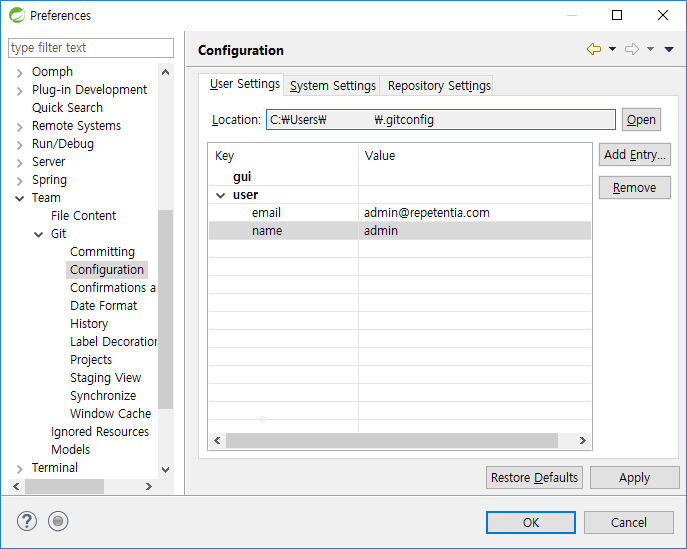 Preferences
type filter text
Oomph
Plug-in Development
Quick Search
Remote Systems
Run/Debug
Server
Spring
Team
File Content
Git
Committing
Configuration
Confirmations a
Date Format
History
Label Decoration
Projects
Staging View
Synchronize
Window Cache
Ignored Resources
Models
Terminal
Configuration
User Settings System Settings Repository Settings
Location: C:₩Users₩ ₩.gitconfig Open
Key Value Add Entry...
gui
user Remove
email admin@repetentia.com
name admin
Restore Defaults Apply
OK Cancel